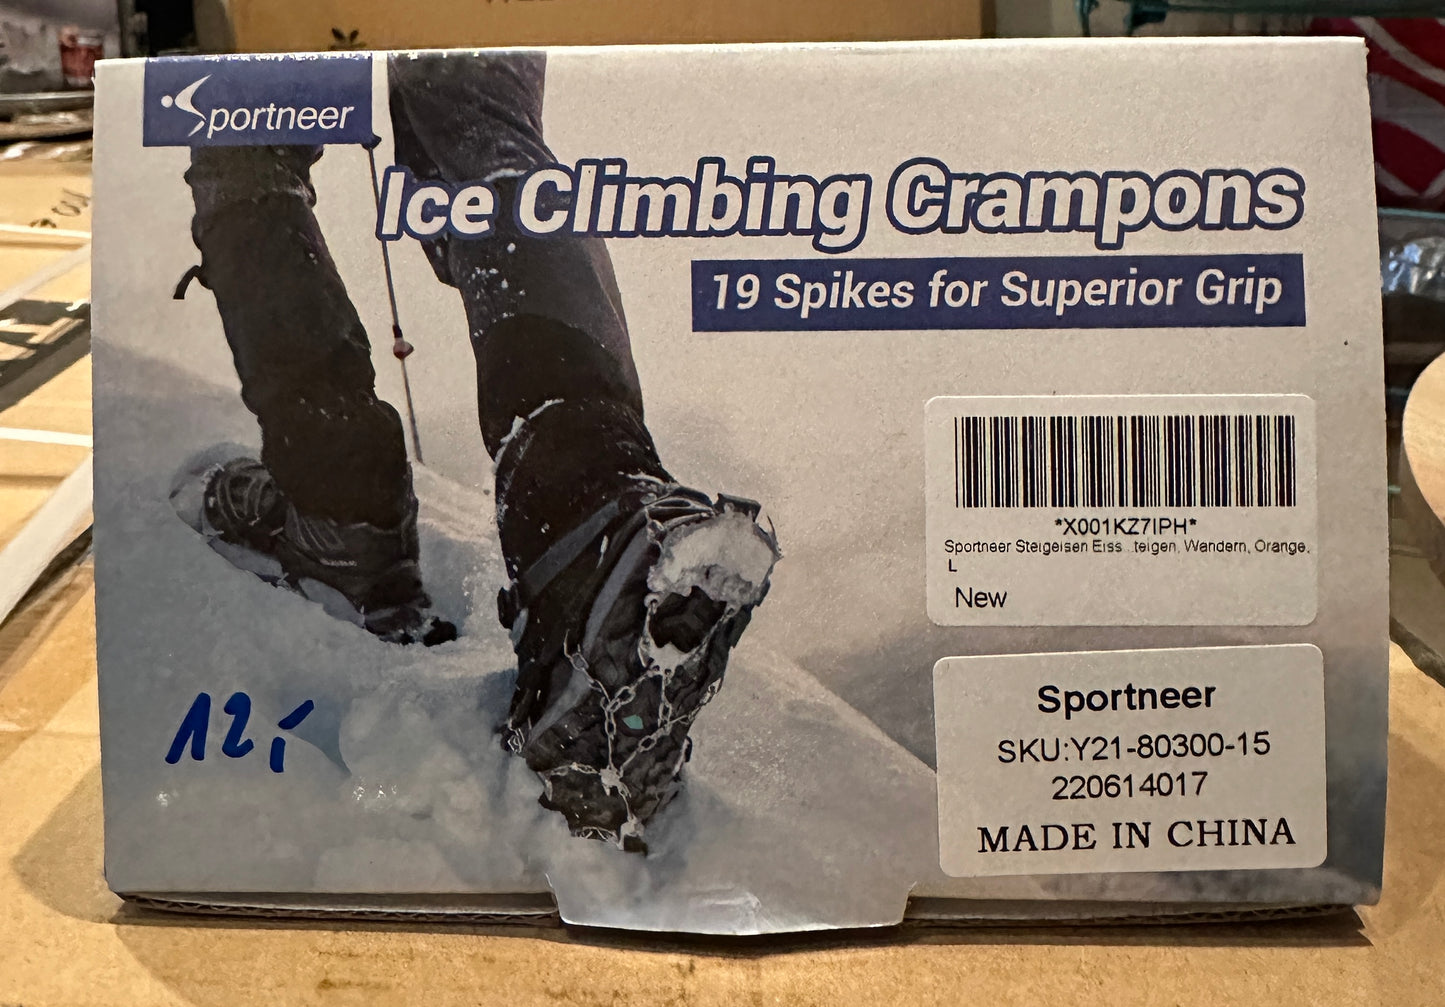 Sportneer
Ice Climbing Crampons
19 Spikes for Superior Grip
*X001KZ7IPH*
Sportneer Steigeisen Eiss...teigen, Wandern, Orange,
L
New
Sportneer
SKU:Y21-80300-15
220614017
MADE IN CHINA
12,-